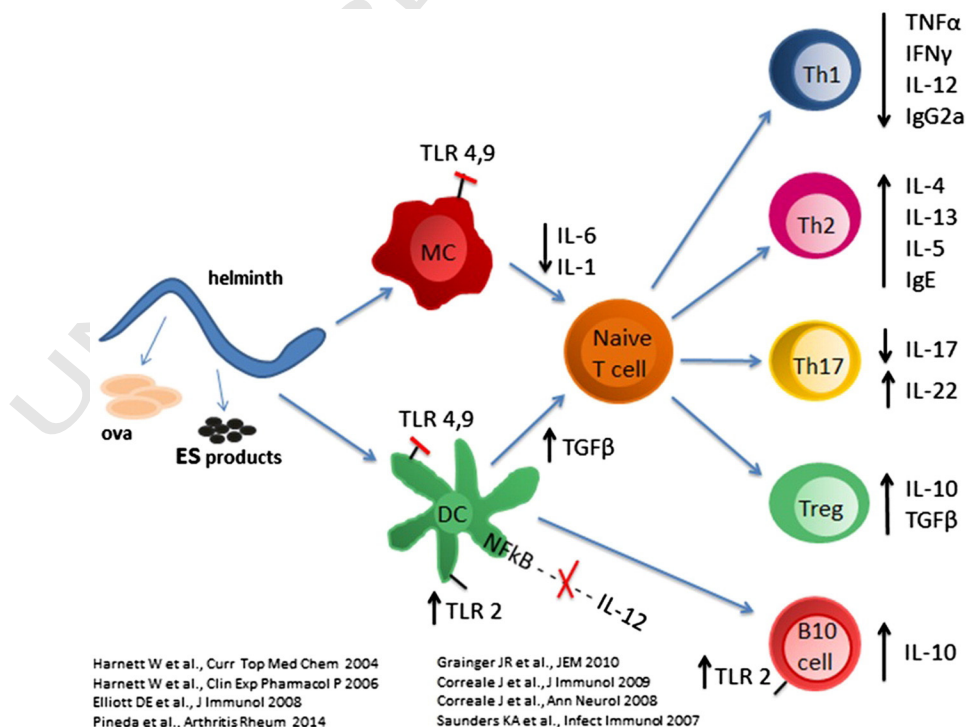 TNFα
IFNγ
IL-12
IgG2a
Th1
TLR 4,9
MC
IL-6
IL-1
Th2
IL-4
IL-13
IL-5
IgE
helminth
Naive
T cell
Th17
IL-17
IL-22
ova
ES products
TLR 4,9
TGFβ
DC
NFkB
IL-12
TLR 2
Treg
IL-10
TGFβ
B10
cell
TLR 2
IL-10
Harnett W et al., Curr Top Med Chem 2004
Harnett W et al., Clin Exp Pharmacol P 2006
Elliott DE et al., J Immunol 2008
Pineda et al., Arthritis Rheum 2014
Grainger JR et al., JEM 2010
Correale J et al., J Immunol 2009
Correale J et al., Ann Neurol 2008
Saunders KA et al., Infect Immunol 2007